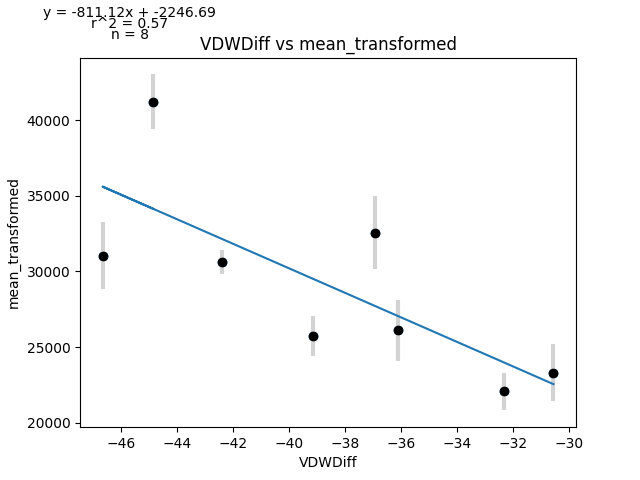 y = -811.12x + -2246.69
r^2 = 0.57
n = 8
VDWDiff vs mean_transformed
mean_transformed
40000
35000
30000
25000
20000
−46
−44
−42
−40
−38
−36
−34
−32
−30
VDWDiff